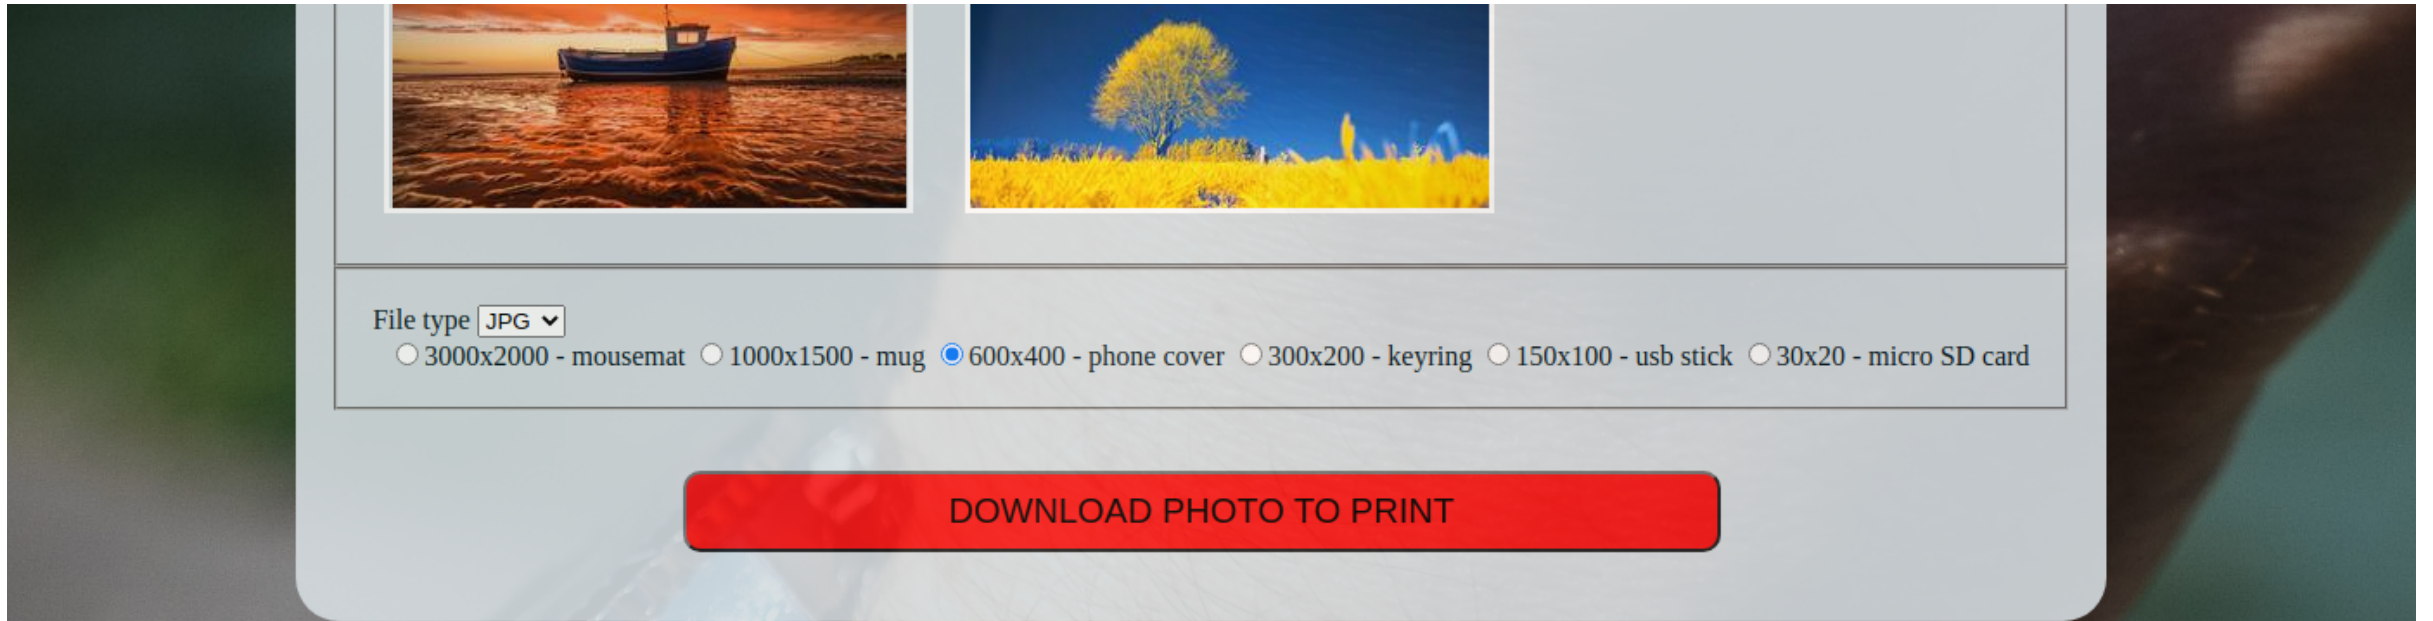 File type JPG
3000x2000 - mousemat 1000x1500 - mug 600x400 - phone cover 300x200 - keyring 150x100 - usb stick 30x20 - micro SD card
DOWNLOAD PHOTO TO PRINT